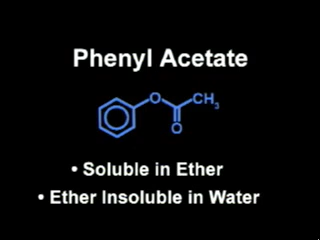 Phenyl Acetate
O CH₃
O
• Soluble in Ether
• Ether Insoluble in Water